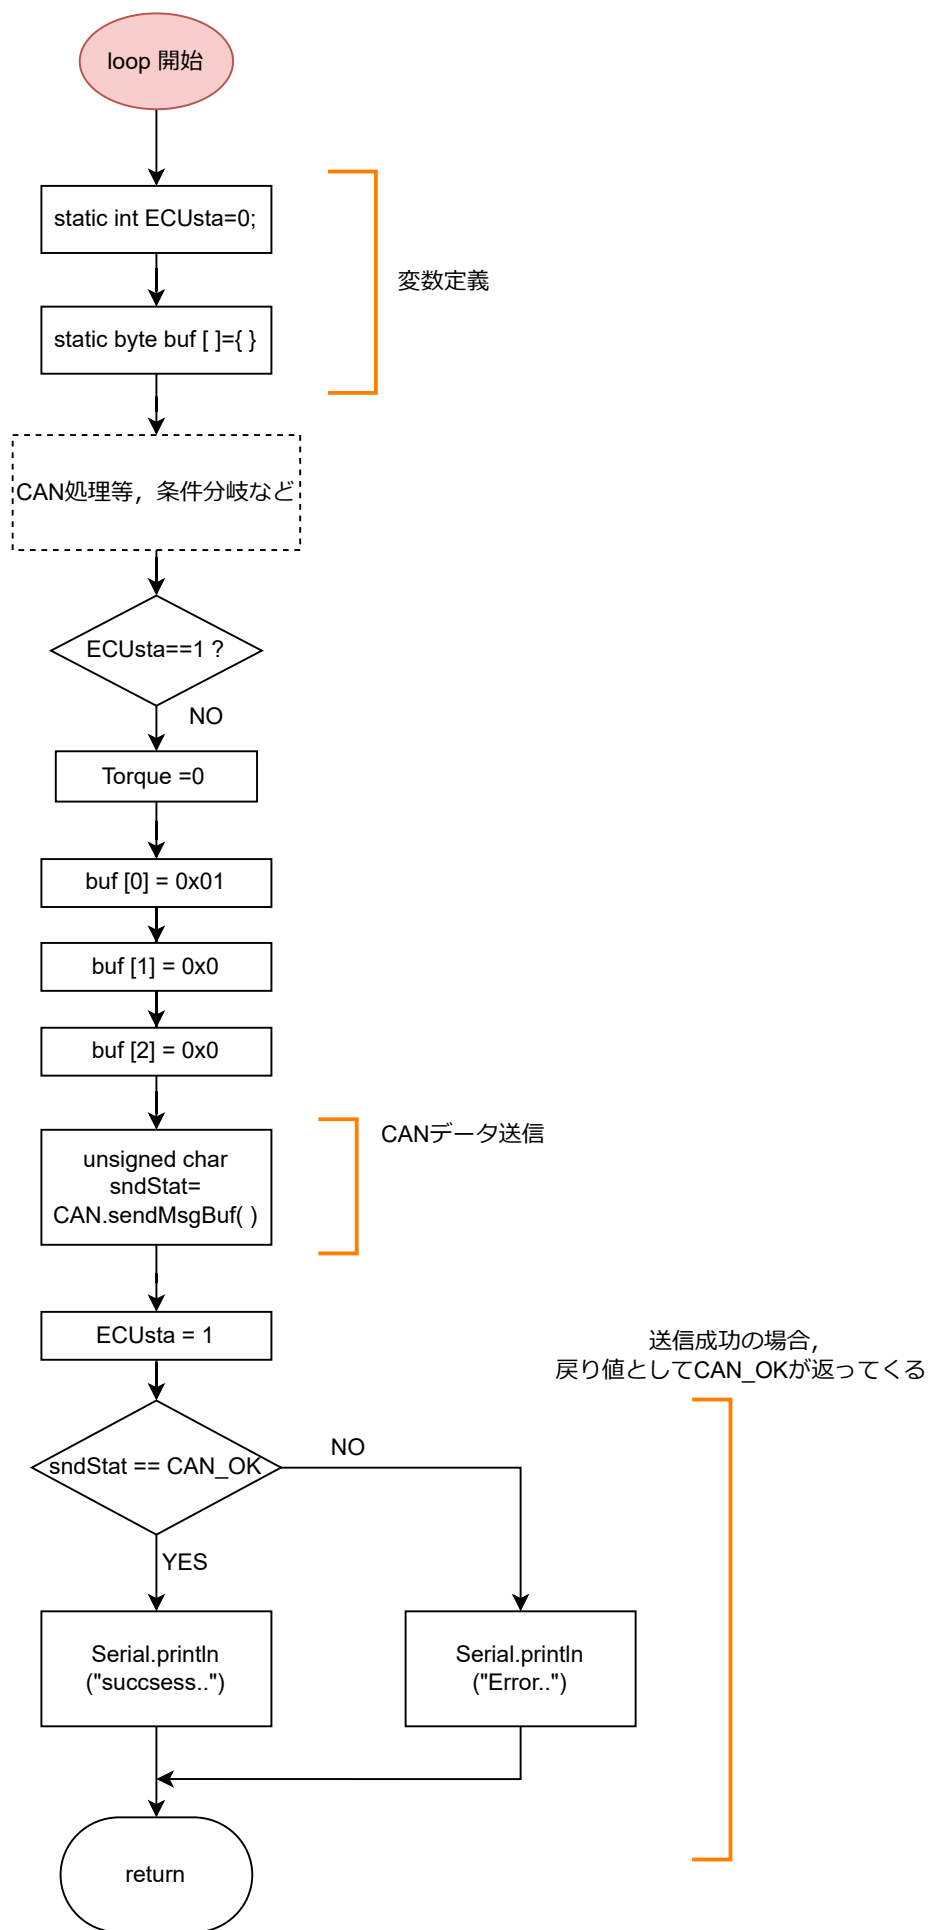 loop 開始
static int ECUsta=0;
変数定義
static byte buf [ ]={ }
CAN処理等，条件分岐など
ECUsta==1 ?
NO
Torque =0
buf [0] = 0x01
buf [1] = 0x0
buf [2] = 0x0
CANデータ送信
unsigned char
sndStat=
CAN.sendMsgBuf( )
ECUsta = 1
送信成功の場合，
戻り値としてCAN_OKが返ってくる
sndStat == CAN_OK
NO
YES
Serial.println
("succsess..")
Serial.println
("Error..")
return